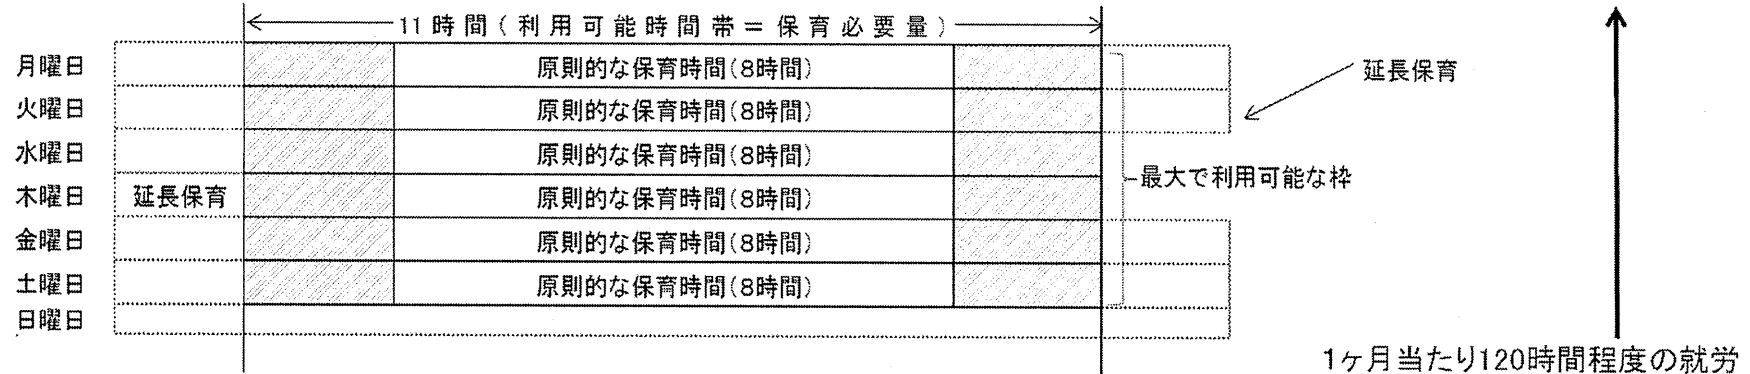 11時間(利用可能時間帯=保育必要量)
月曜日 原則的な保育時間(8時間)
延長保育
火曜日 原則的な保育時間(8時間)
水曜日 原則的な保育時間(8時間)
最大で利用可能な枠
木曜日 延長保育 原則的な保育時間(8時間)
金曜日 原則的な保育時間(8時間)
土曜日 原則的な保育時間(8時間)
日曜日
1ヶ月当たり120時間程度の就労